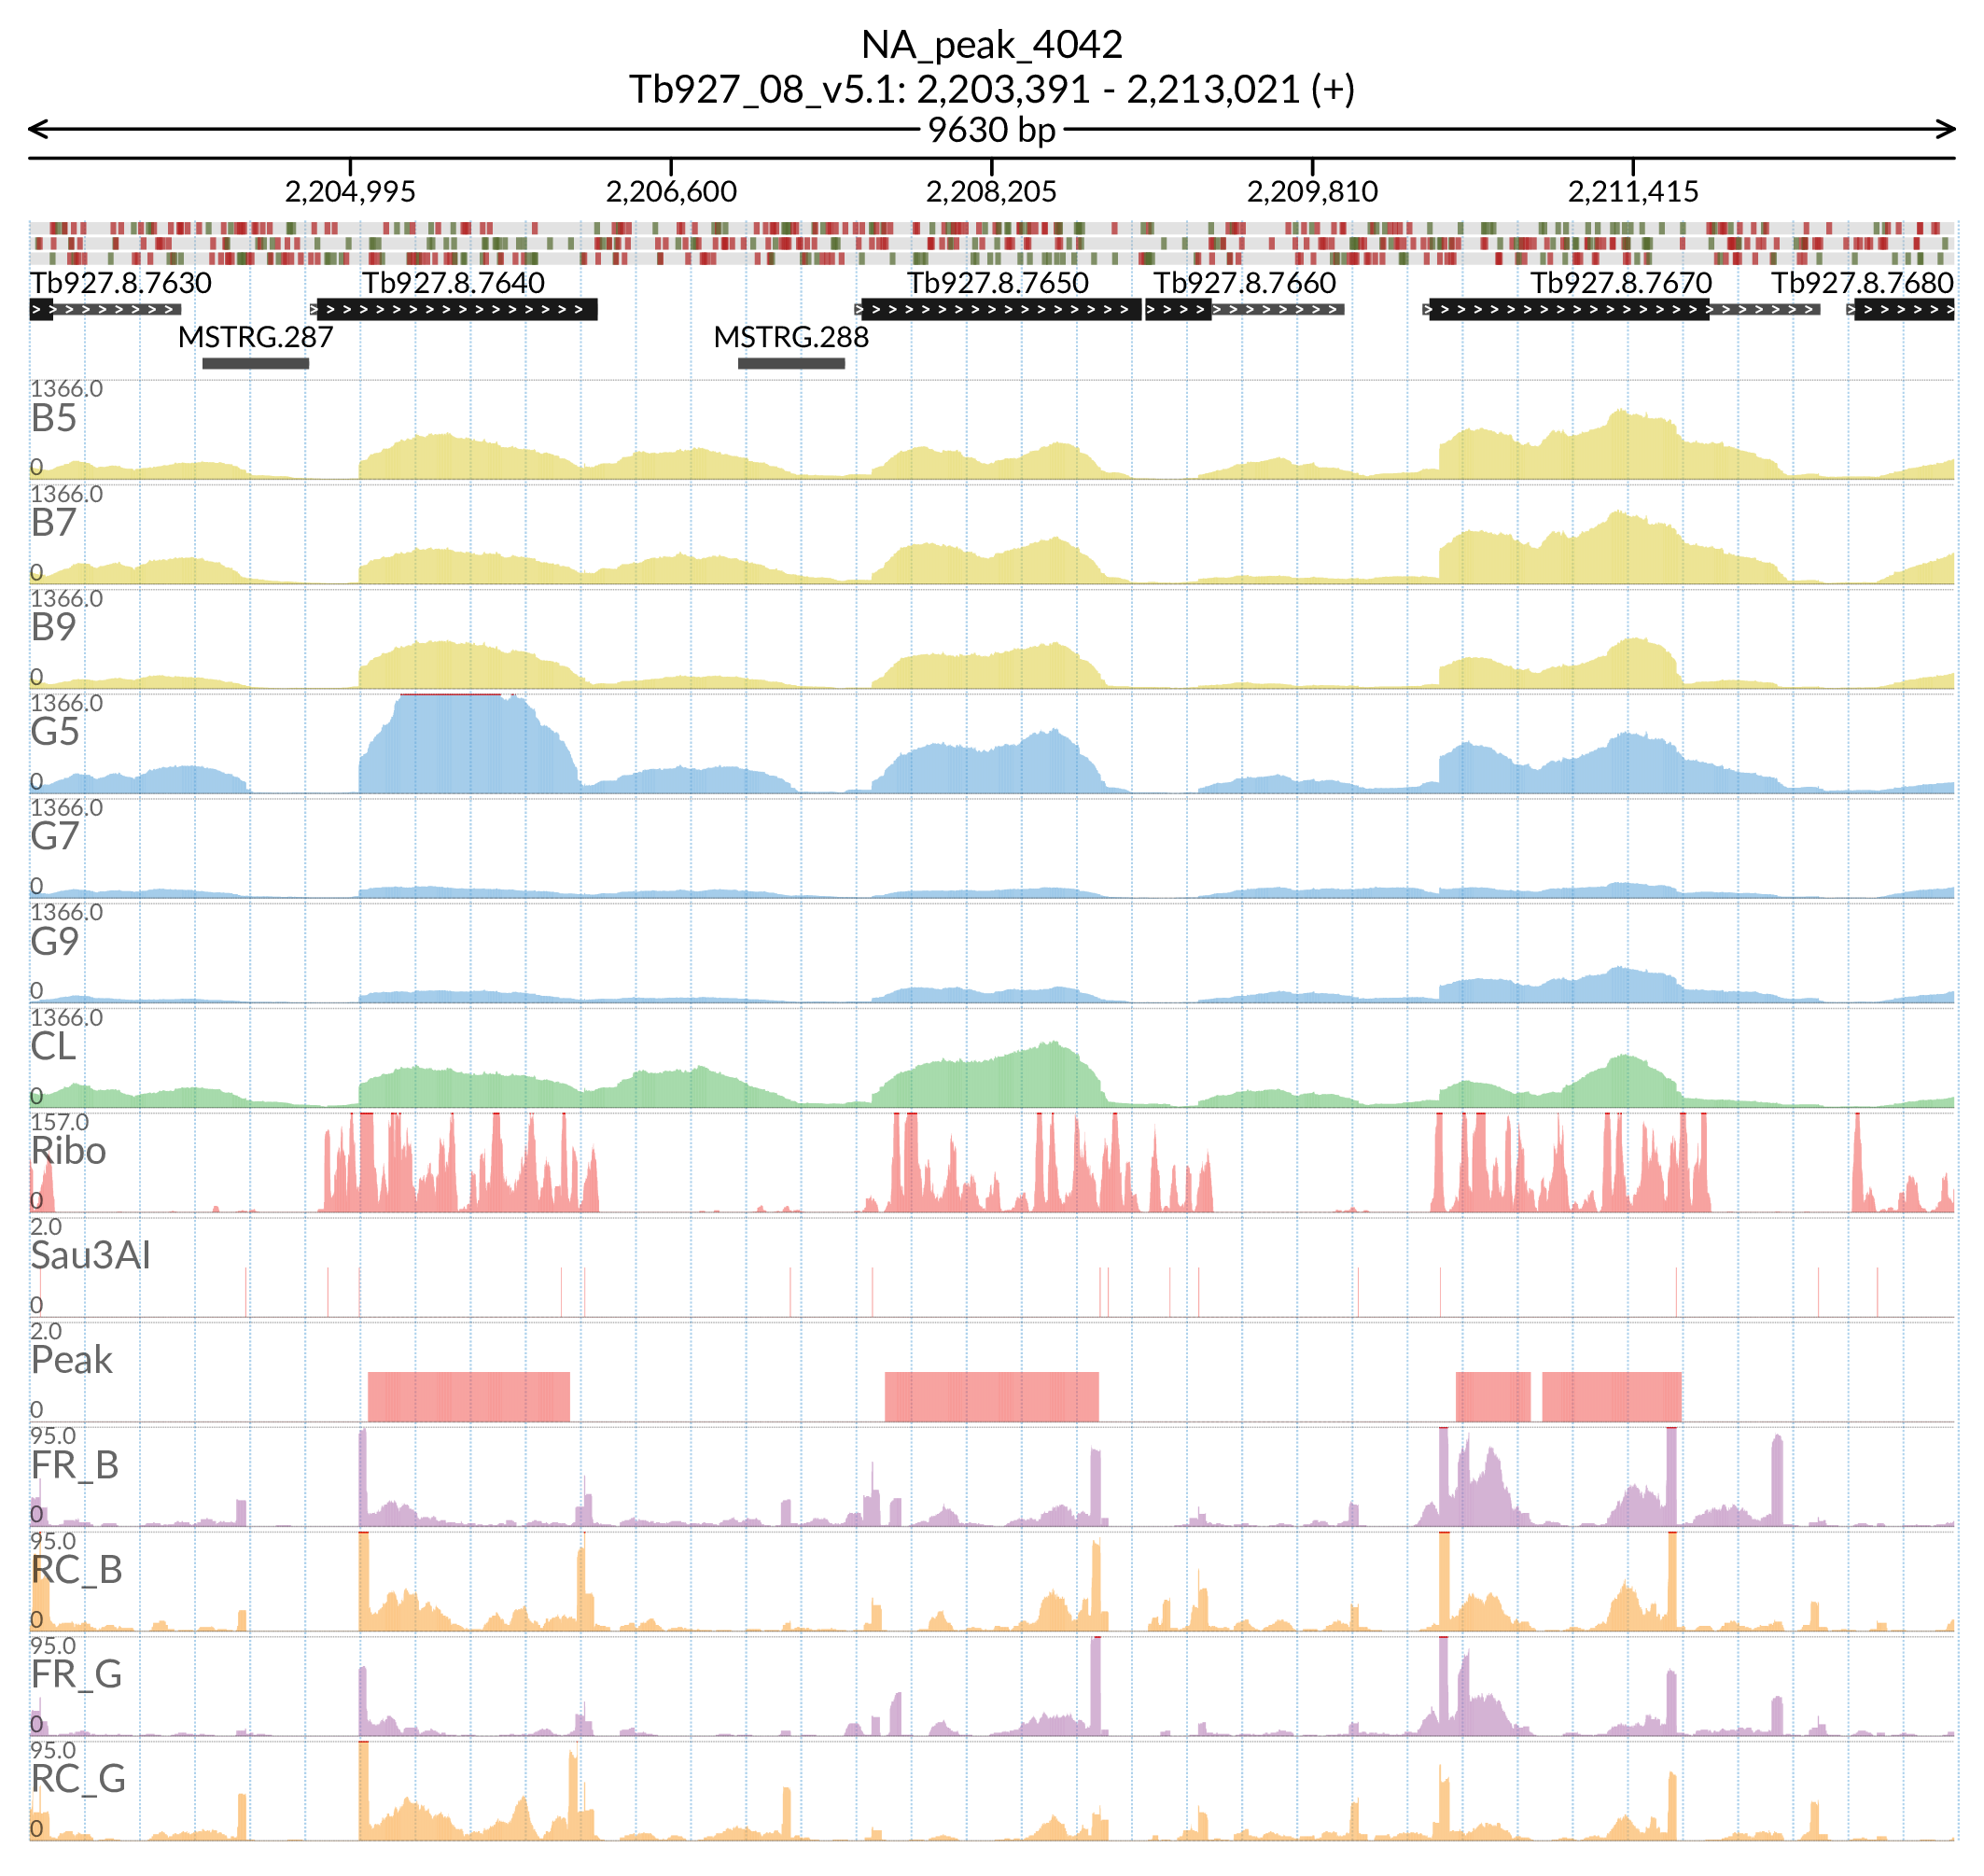 NA_peak_4042
Tb927_08_v5.1: 2,203,391 - 2,213,021 (+)
9630 bp
2,204,995 2,206,600 2,208,205 2,209,810 2,211,415
Tb927.8.7630 Tb927.8.7640 Tb927.8.7650 Tb927.8.7660 Tb927.8.7670 Tb927.8.7680
MSTRG.287 MSTRG.288
1366.0
B5
0
1366.0
B7
0
1366.0
B9
0
1366.0
G5
0
1366.0
G7
0
1366.0
G9
0
1366.0
CL
0
157.0
Ribo
0
2.0
Sau3AI
0
2.0
Peak
0
95.0
FR_B
0
95.0
RC_B
0
95.0
FR_G
0
95.0
RC_G
0